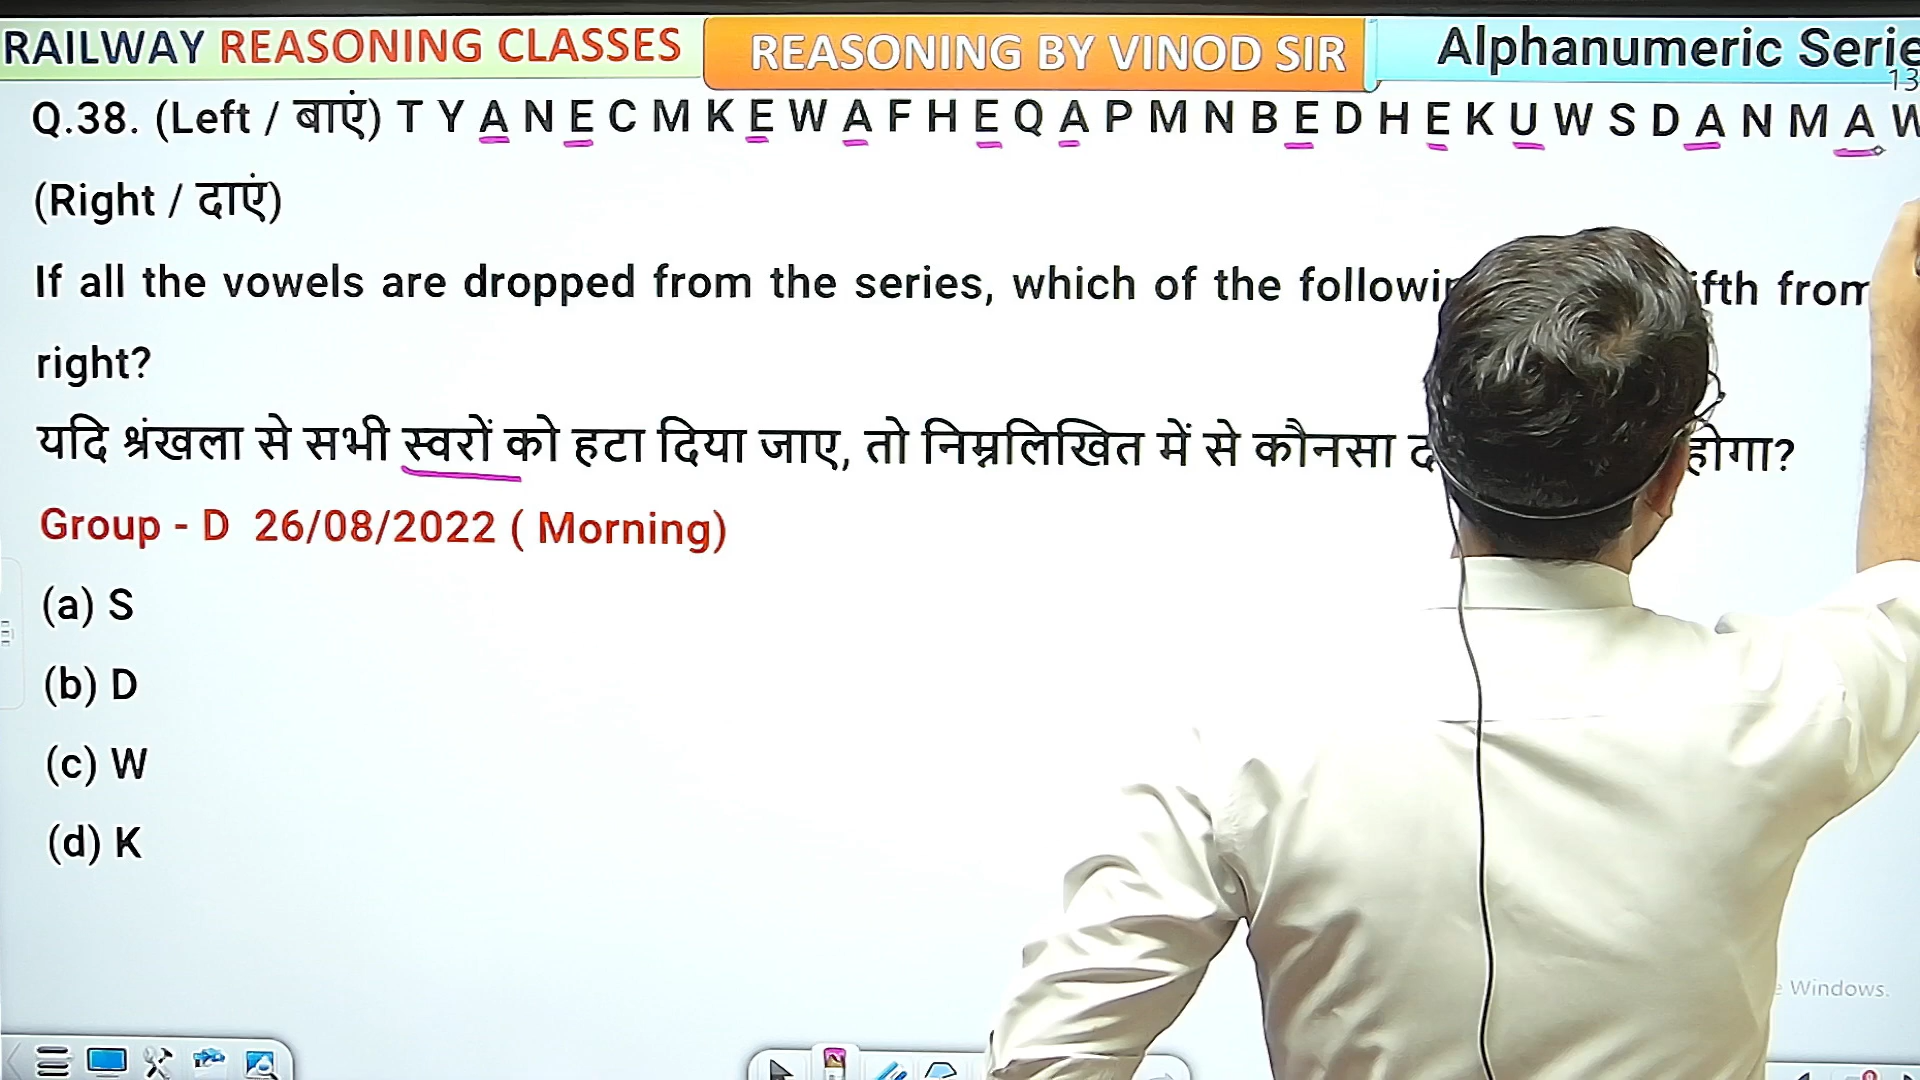 RAILWAY REASONING CLASSES REASONING BY VINOD SIR Alphanumeric Serie
13
Q.38. (Left / बाएं) T Y A N E C M K E W A F H E Q A P M N B E D H E K U W S D A N M A W
(Right / दाएं)
If all the vowels are dropped from the series, which of the from
right?
यदि श्रंखला से सभी स्वरों को हटा दिया जाए, तो निम्नलिखित में से कौनसा होगा?
Group - D 26/08/2022 ( Morning)
(a) S
(b) D
(c) W
(d) K
Windows.